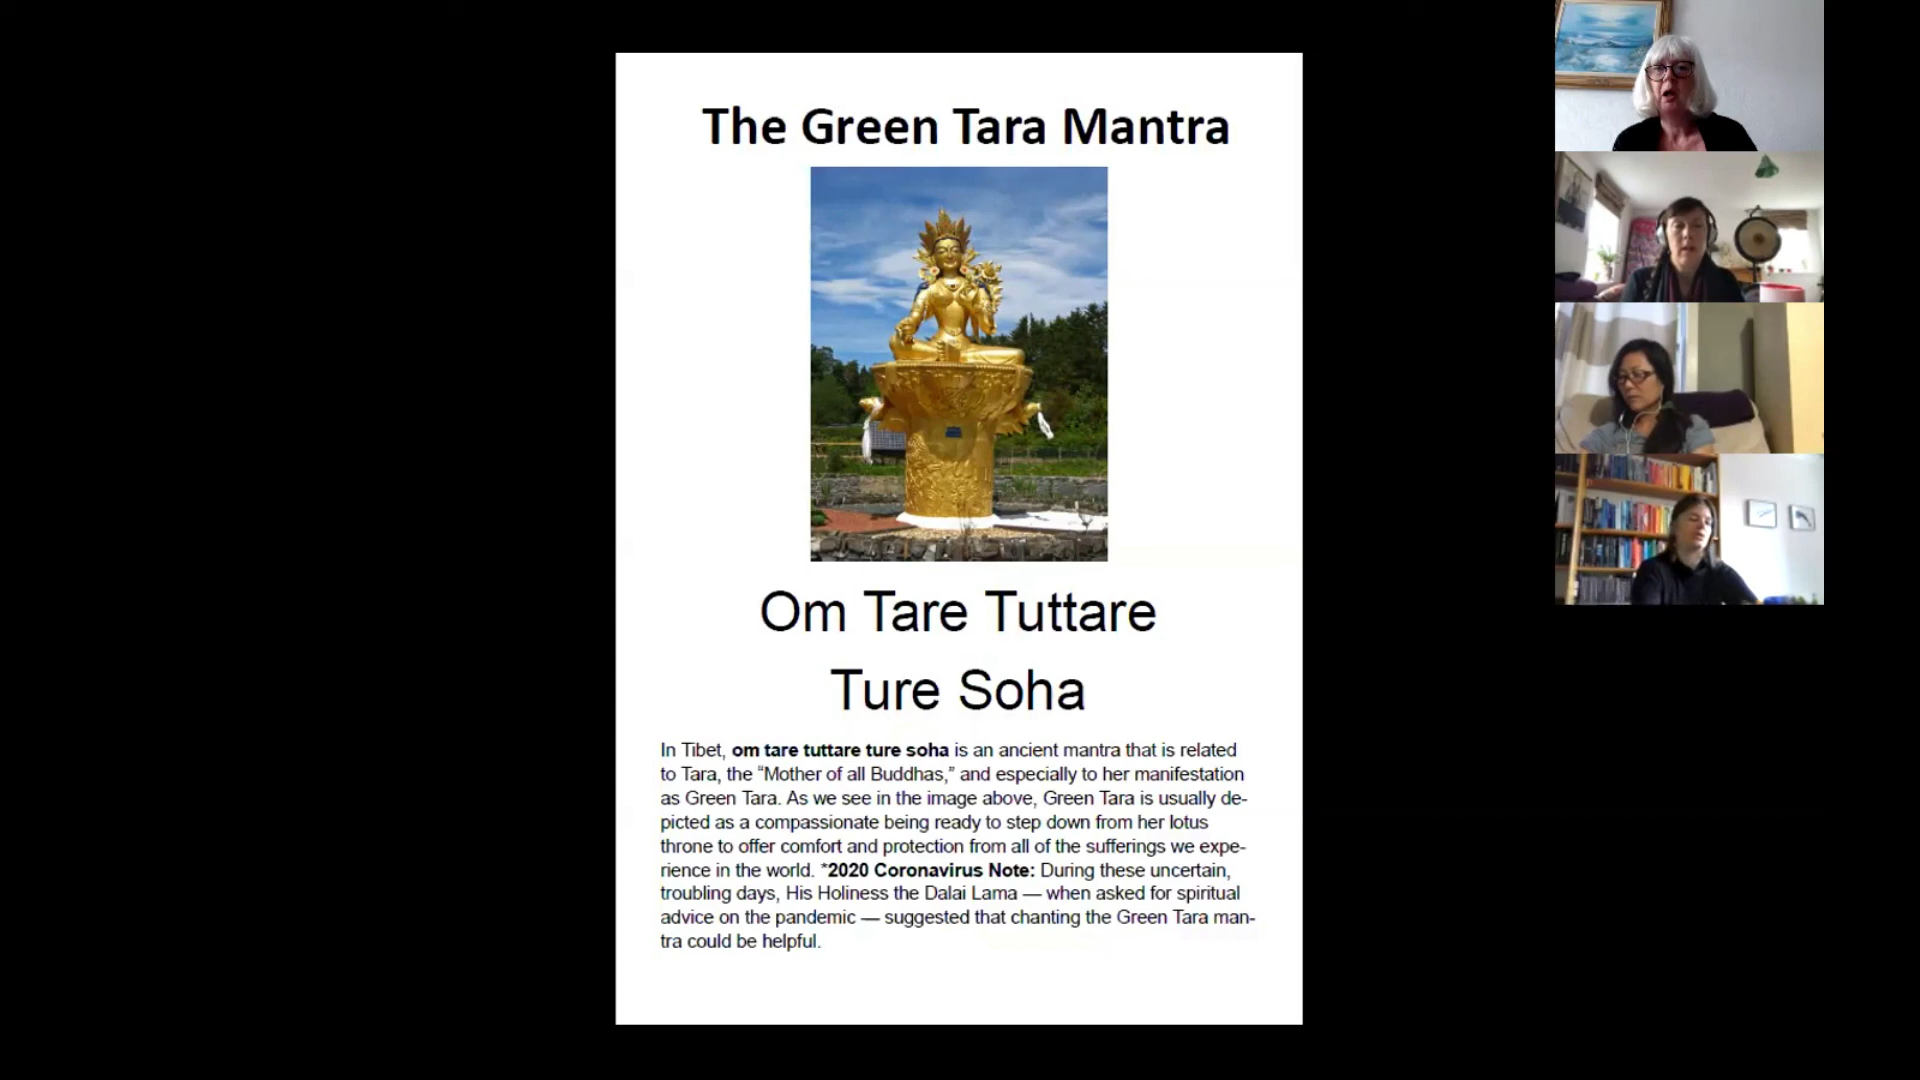 The Green Tara Mantra
Om Tare Tuttare
Ture Soha
In Tibet, om tare tuttare ture soha is an ancient mantra that is related
to Tara, the “Mother of all Buddhas,” and especially to her manifestation
as Green Tara. As we see in the image above, Green Tara is usually de-
picted as a compassionate being ready to step down from her lotus
throne to offer comfort and protection from all of the sufferings we expe-
rience in the world. *2020 Coronavirus Note: During these uncertain,
troubling days, His Holiness the Dalai Lama — when asked for spiritual
advice on the pandemic — suggested that chanting the Green Tara man-
tra could be helpful.